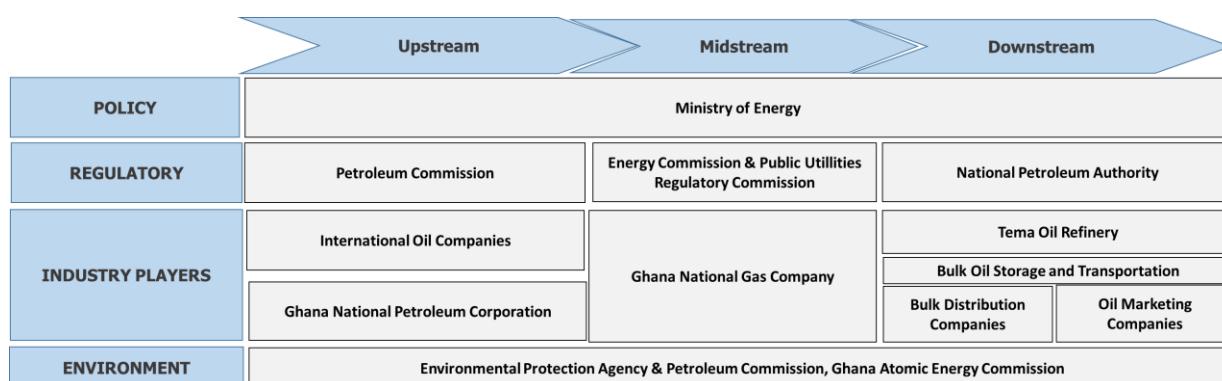 Upstream
Midstream
Downstream
POLICY
Ministry of Energy
REGULATORY
Petroleum Commission
Energy Commission & Public Utillities
Regulatory Commission
National Petroleum Authority
INDUSTRY PLAYERS
International Oil Companies
Ghana National Petroleum Corporation
Ghana National Gas Company
Tema Oil Refinery
Bulk Oil Storage and Transportation
Bulk Distribution
Companies
Oil Marketing
Companies
ENVIRONMENT
Environmental Protection Agency & Petroleum Commission, Ghana Atomic Energy Commission